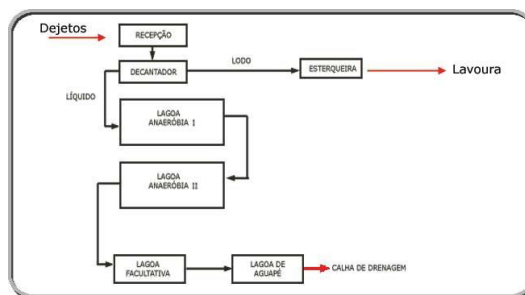 Dejetos
RECEPÇÃO
DECANTADOR
LODO
ESTERQUEIRA
Lavoura
LÍQUIDO
LAGOA
ANAERÓBIA I
LAGOA
ANAERÓBIA II
LAGOA
FACULTATIVA
LAGOA DE
AGUAPÉ
CALHA DE DRENAGEM